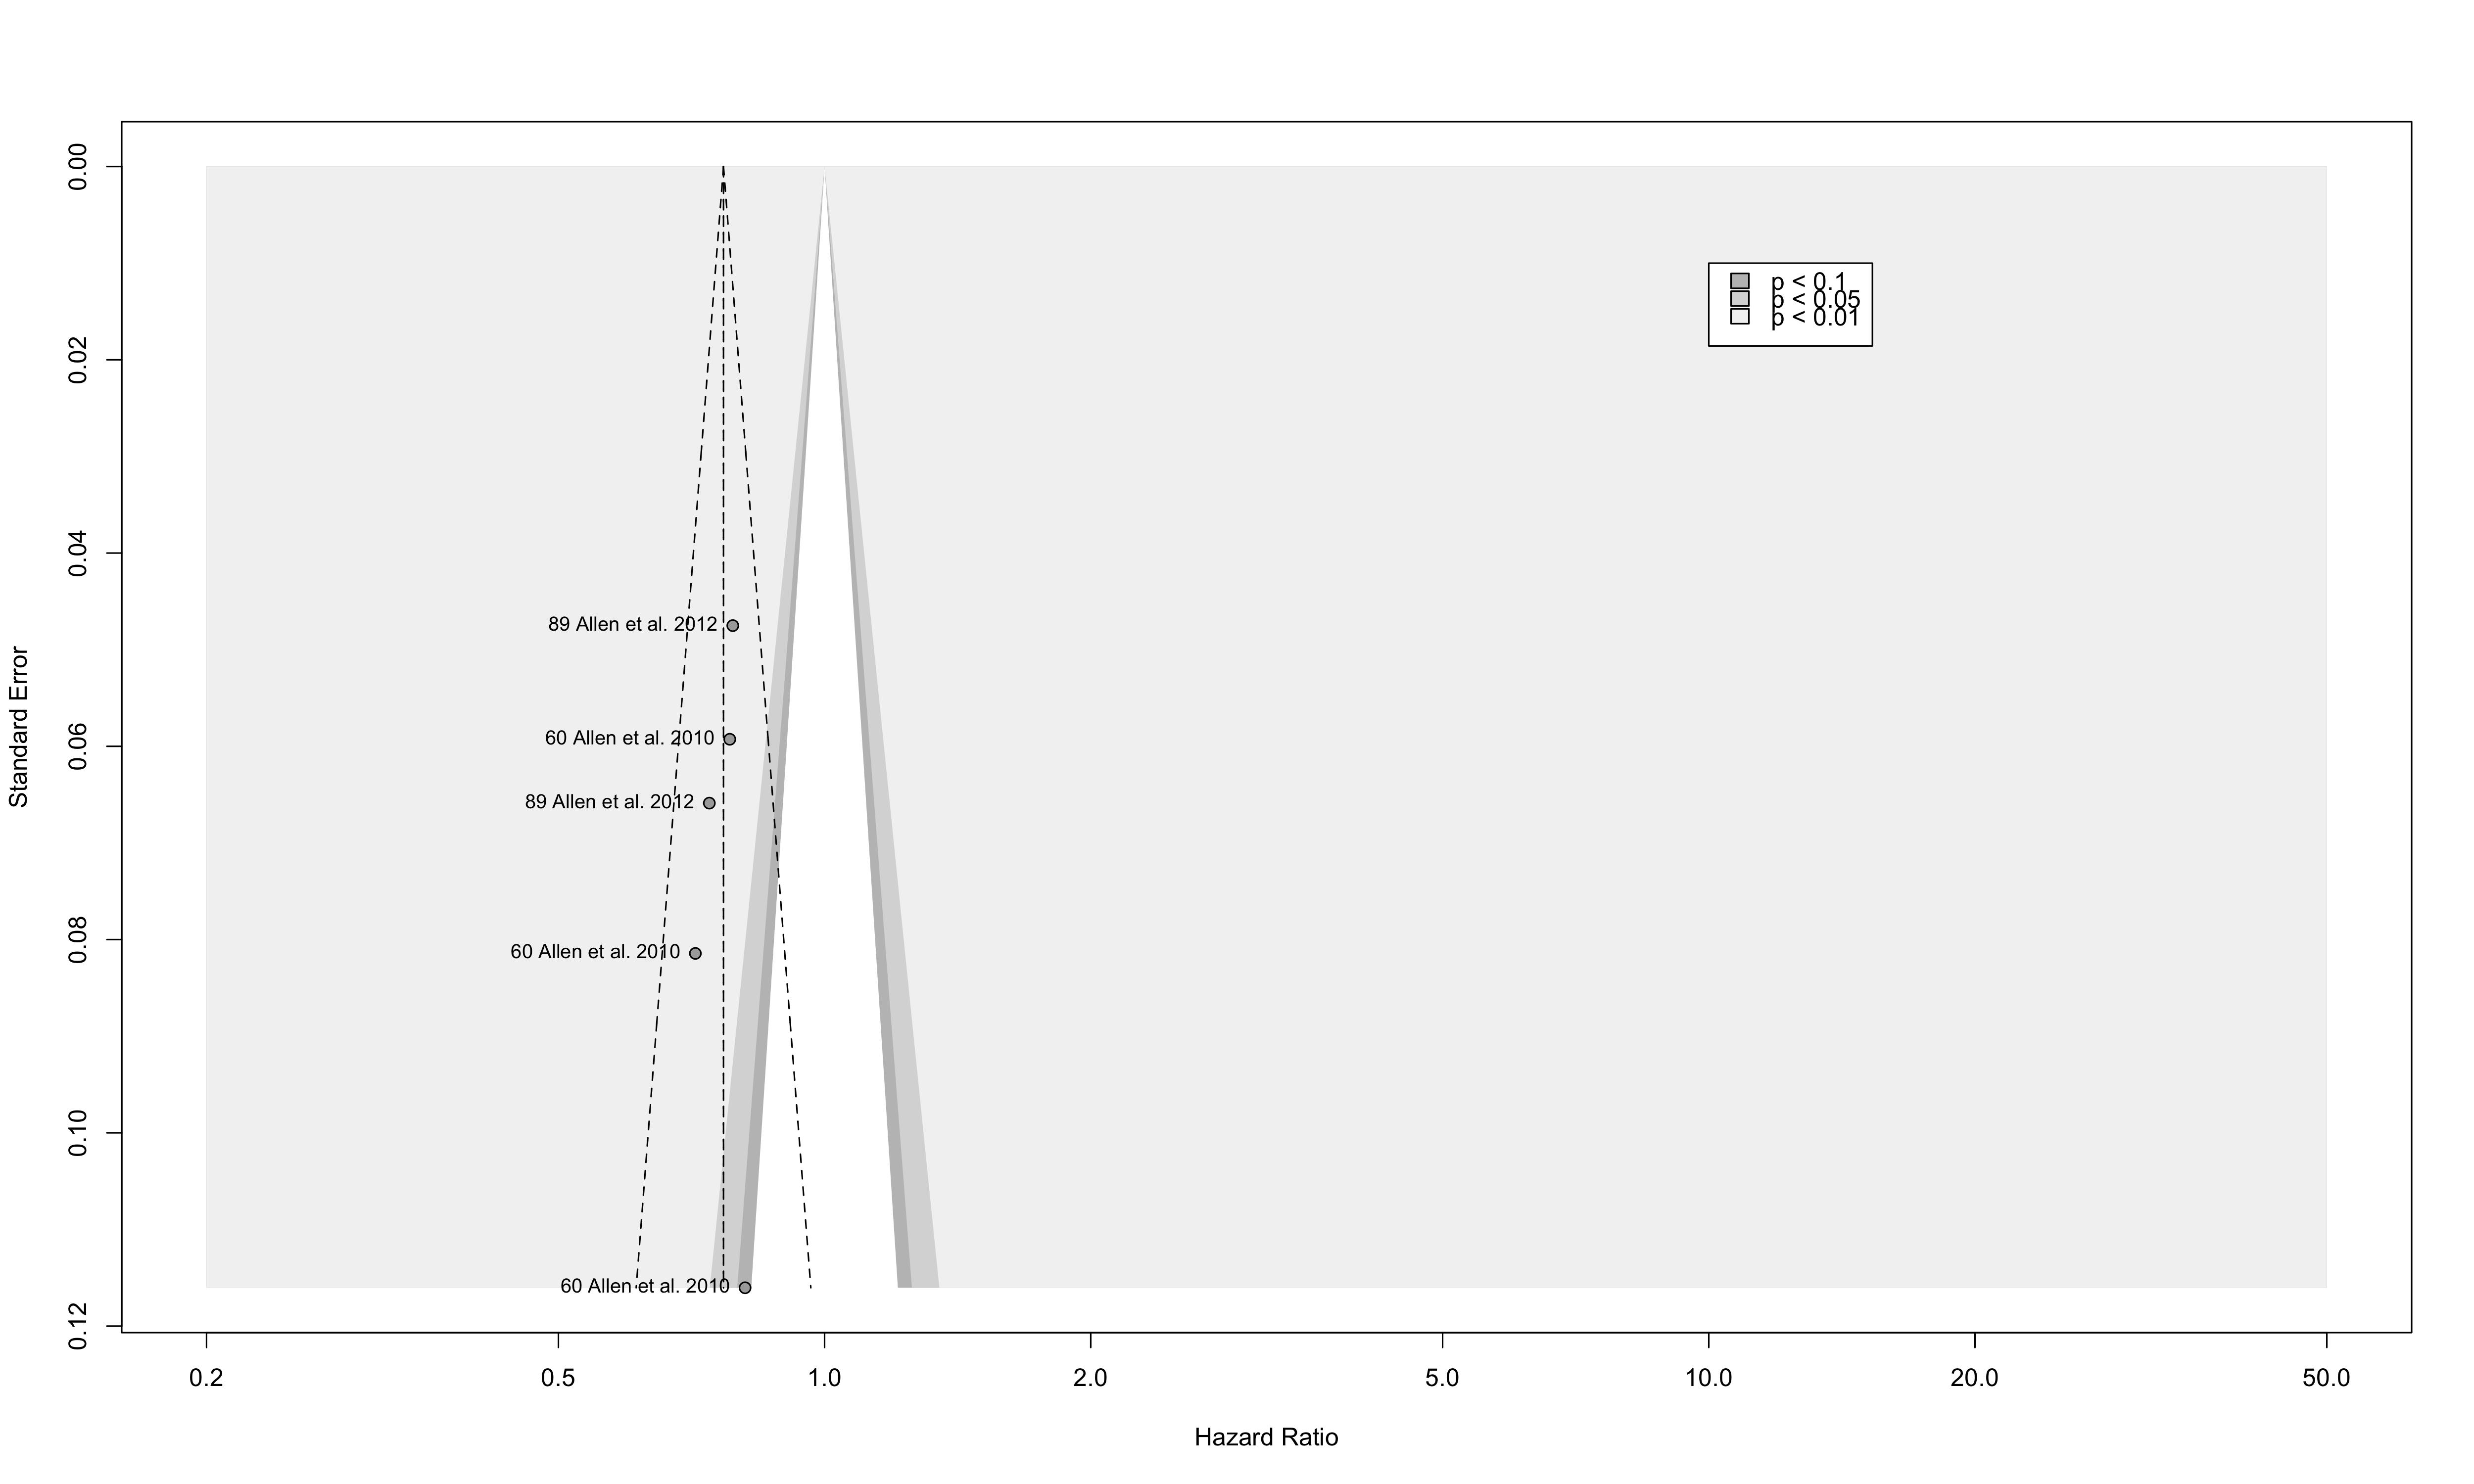 0.00
0.02
0.04
0.06
0.08
0.10
0.12
Standard Error
p < 0.1
p < 0.05
p < 0.01
89 Allen et al. 2012
60 Allen et al. 2010
89 Allen et al. 2012
60 Allen et al. 2010
60 Allen et al. 2010
0.2 0.5 1.0 2.0 5.0 10.0 20.0 50.0
Hazard Ratio